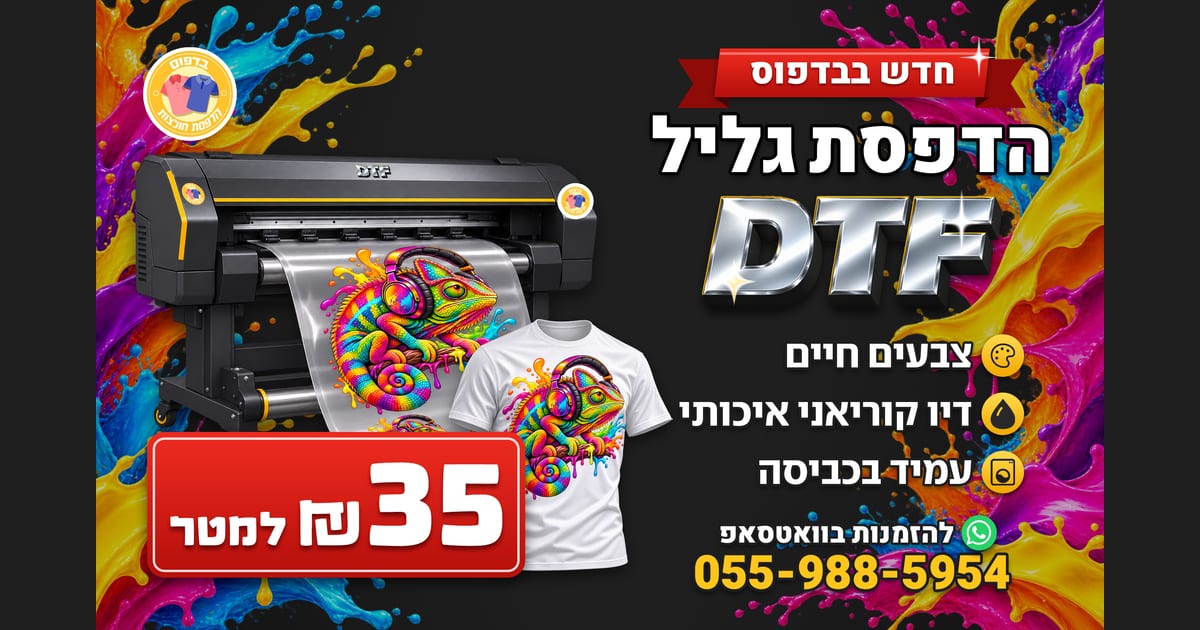 חדש בבדפוס
הדפסת גליל
DTF
צבעים חיים
דיו קוריאני איכותי
עמיד בכביסה
להזמנות בוואטסאפ
055-988-5954
בדפוס
הדפסת חולצות
DTF
35₪ למטר